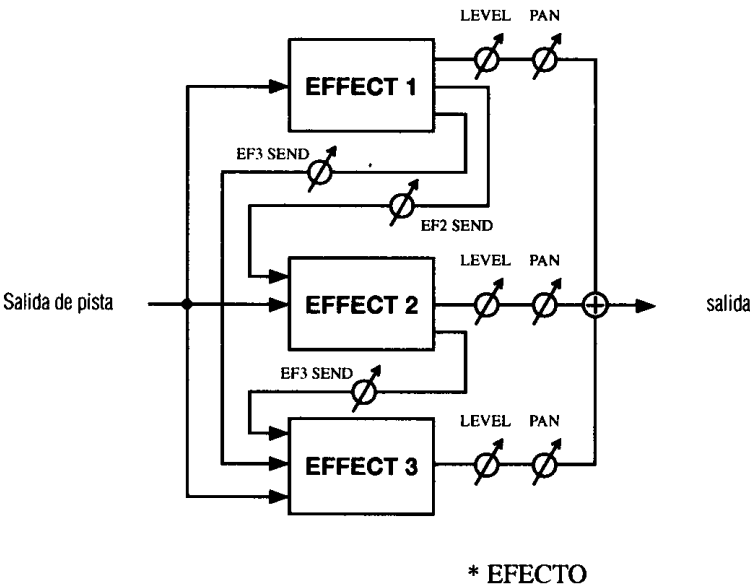 LEVEL PAN
EFFECT 1
EF3 SEND
EF2 SEND
LEVEL PAN
Salida de pista
EFFECT 2
salida
EF3 SEND
LEVEL PAN
EFFECT 3
* EFECTO